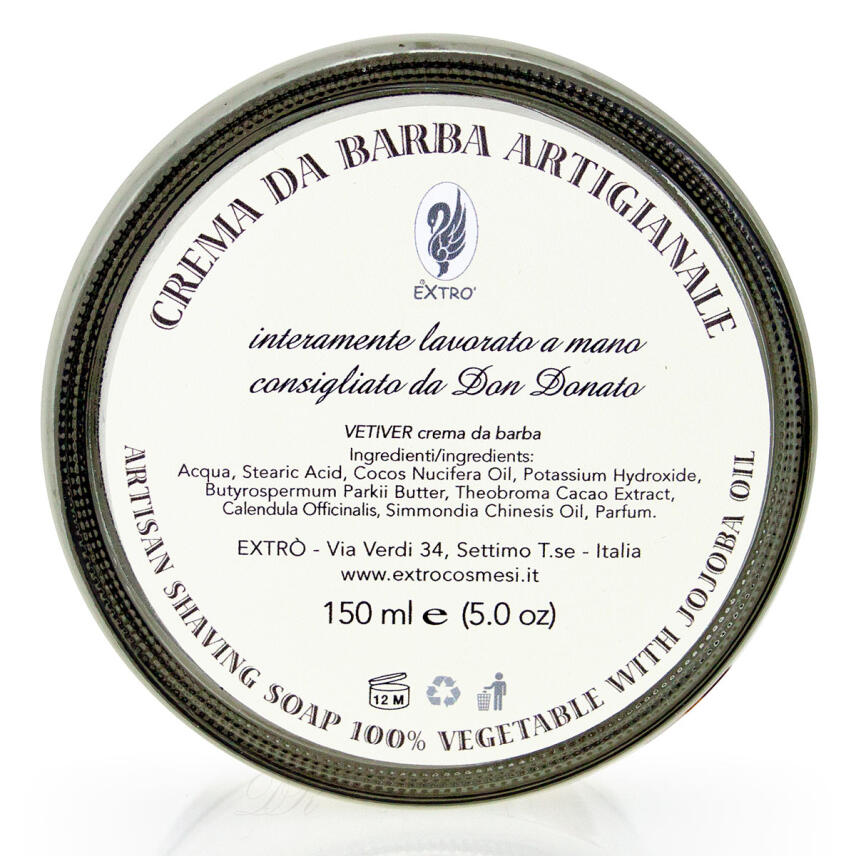 CREMA DA BARBA ARTIGIANALE
EXTRO'
interamente lavorato a mano
consigliato da Don Donato
VETIVER crema da barba
Ingredienti/ingredients:
Acqua, Stearic Acid, Cocos Nucifera Oil, Potassium Hydroxide,
Butyrospermum Parkii Butter, Theobroma Cacao Extract,
Calendula Officinalis, Simmondia Chinesis Oil, Parfum.
EXTRÒ - Via Verdi 34, Settimo T.se - Italia
www.extrocosmesi.it
150 ml e (5.0 oz)
12 M
ARTISAN SHAVING SOAP 100% VEGETABLE WITH JOJOBA OIL